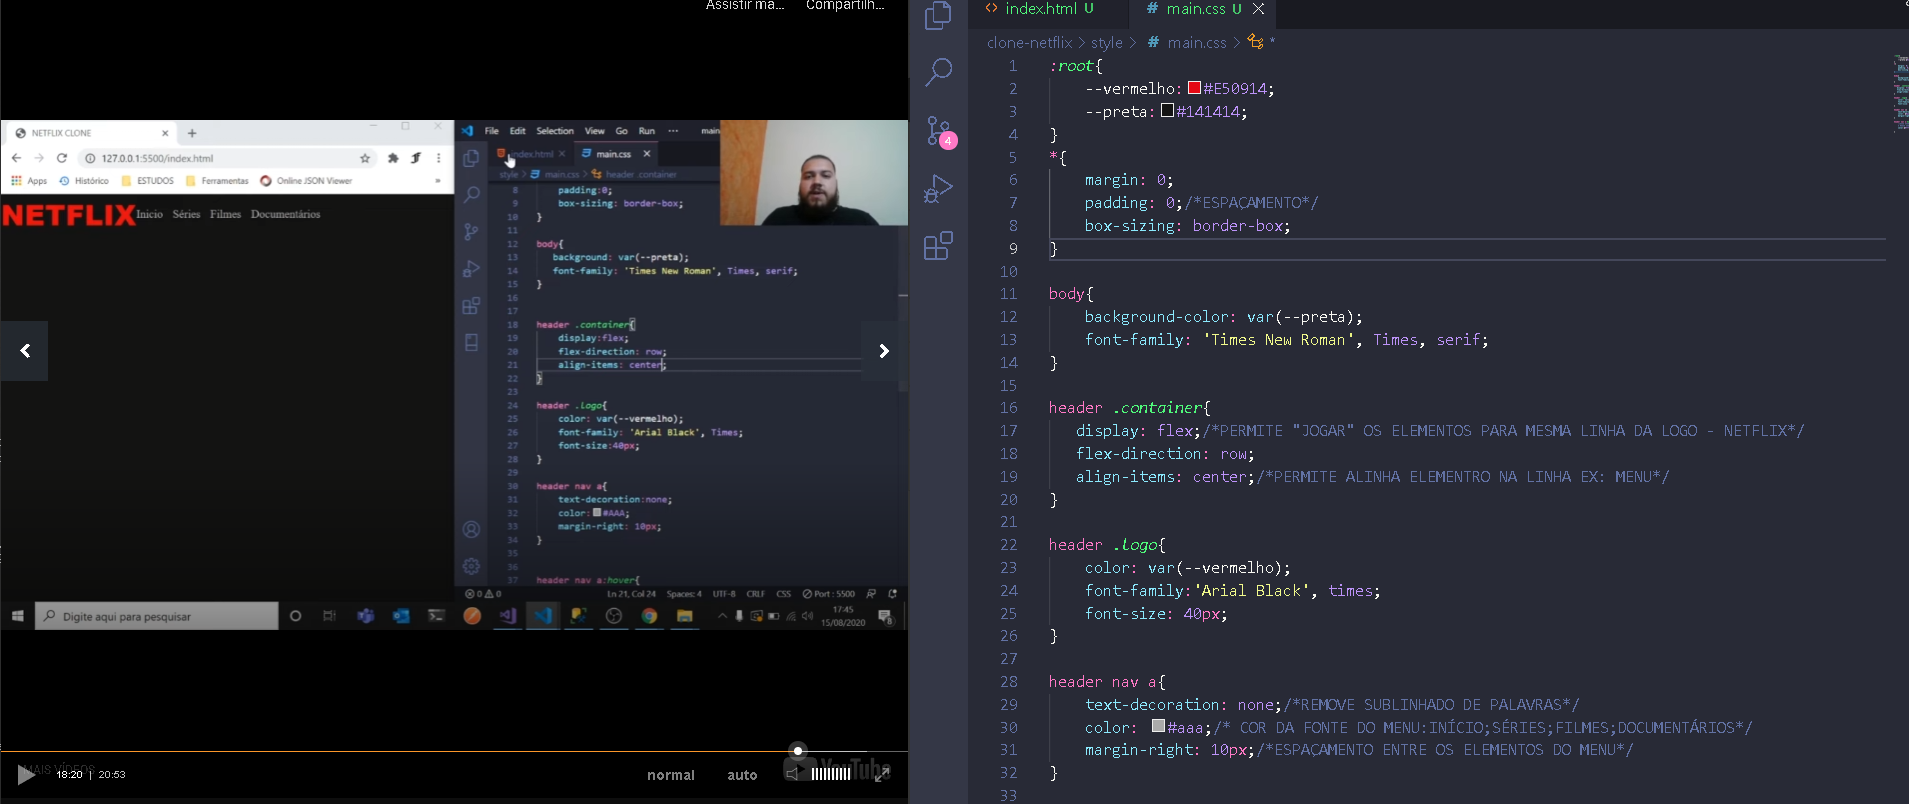 Assistir ma...
Compartilh...
NETFLIX CLONE
127.0.0.1:5500/index.html
Apps
Histórico
ESTUDOS
Ferramentas
Online JSON Viewer
»
NETFLIX
Início
Séries
Filmes
Documentários
File
Edit
Selection
View
Go
Run
···
main
index.html
main.css
style > main.css > header .container
8 padding:0;
9 box-sizing: border-box;
10 }
11
12 body{
13 background: var(--preta);
14 font-family: 'Times New Roman', Times, serif;
15 }
16
17
18 header .container{
19 display:flex;
20 flex-direction: row;
21 align-items: center;
22 }
23
24 header .logo{
25 color: var(--vermelho);
26 font-family: 'Arial Black', Times;
27 font-size:40px;
28 }
29
30 header nav a{
31 text-decoration:none;
32 color: #AAA;
33 margin-right: 10px;
34 }
35
36
37 header nav a:hover{
0
0
Ln 21, Col 24
Spaces: 4
UTF-8
CRLF
CSS
Port : 5500
Digite aqui para pesquisar
17:45
15/08/2020
8
MAIS VÍDEOS
18:20 | 20:53
normal
auto
YouTube
index.html U
main.css U
clone-netflix > style > # main.css > *
4
1 :root{
2 --vermelho: #E50914;
3 --preta: #141414;
4 }
5 *{
6 margin: 0;
7 padding: 0;/*ESPAÇAMENTO*/
8 box-sizing: border-box;
9 }
10
11 body{
12 background-color: var(--preta);
13 font-family: 'Times New Roman', Times, serif;
14 }
15
16 header .container{
17 display: flex;/*PERMITE "JOGAR" OS ELEMENTOS PARA MESMA LINHA DA LOGO - NETFLIX*/
18 flex-direction: row;
19 align-items: center;/*PERMITE ALINHA ELEMENTRO NA LINHA EX: MENU*/
20 }
21
22 header .logo{
23 color: var(--vermelho);
24 font-family:'Arial Black', times;
25 font-size: 40px;
26 }
27
28 header nav a{
29 text-decoration: none;/*REMOVE SUBLINHADO DE PALAVRAS*/
30 color: #aaa;/* COR DA FONTE DO MENU:INÍCIO;SÉRIES;FILMES;DOCUMENTÁRIOS*/
31 margin-right: 10px;/*ESPAÇAMENTO ENTRE OS ELEMENTOS DO MENU*/
32 }
33